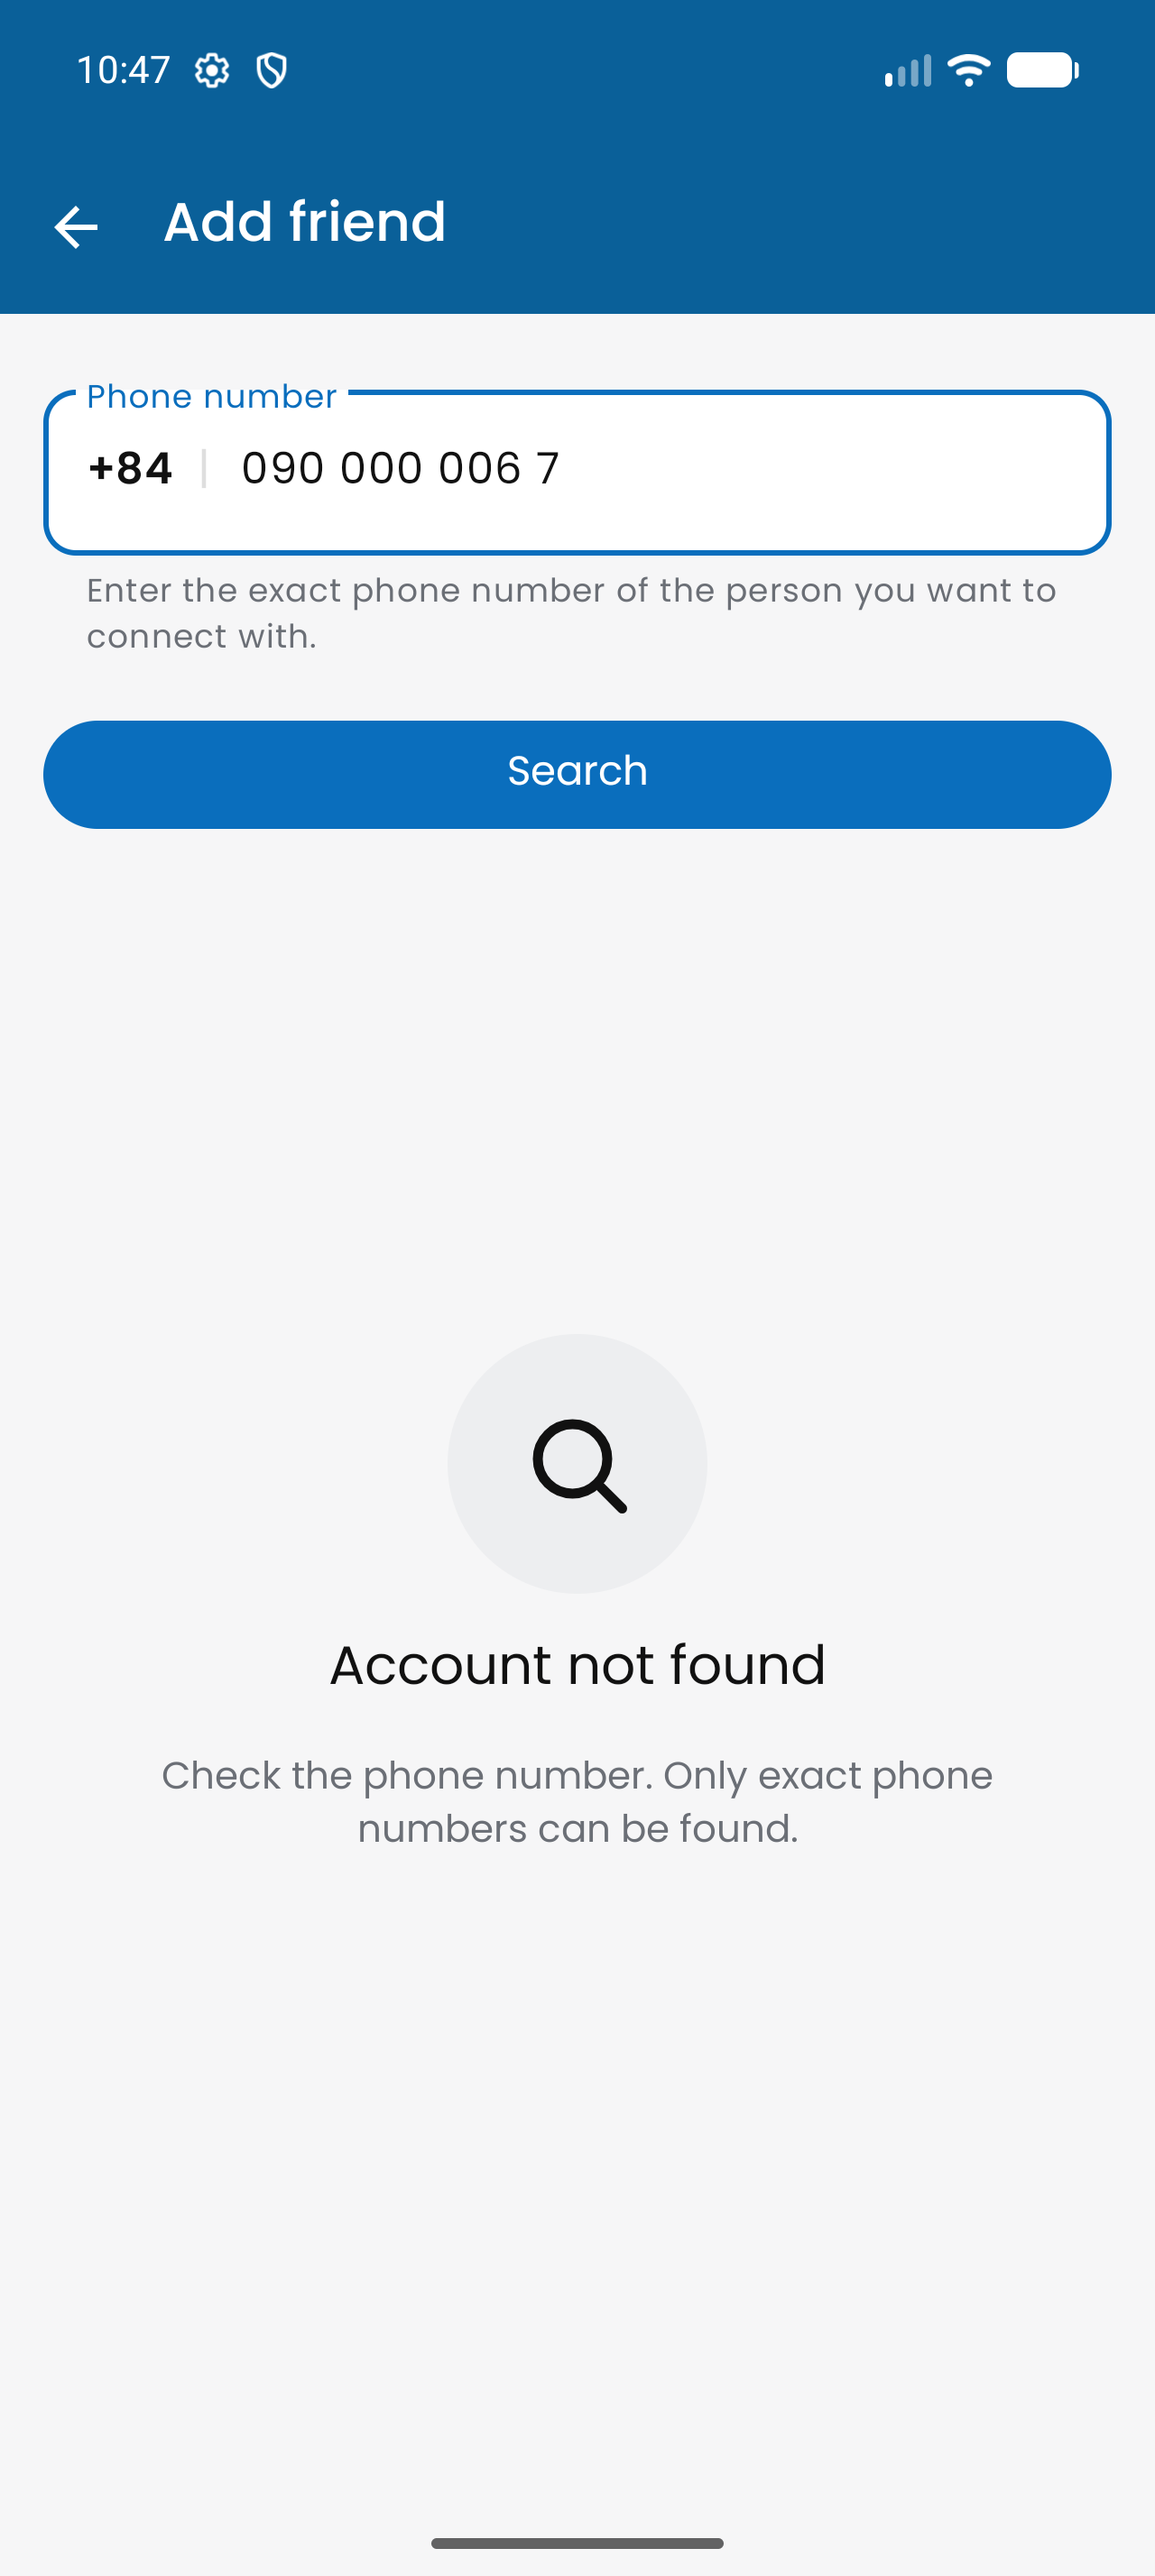 10:47
Add friend
Phone number
+84 | 090 000 006 7
Enter the exact phone number of the person you want to
connect with.
Search
Account not found
Check the phone number. Only exact phone
numbers can be found.